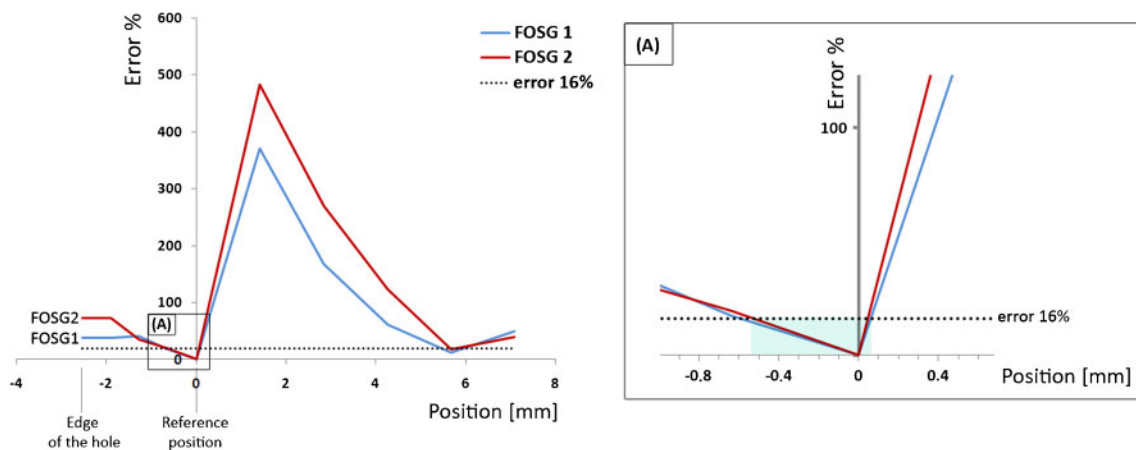 600
500
400
300
200
100
0
Error %
FOSG 1
FOSG 2
error 16%
FOSG2
FOSG1
(A)
-4
-2
0
2
4
6
8
Position [mm]
Edge
of the hole
Reference
position
(A)
Error %
100
error 16%
-0.8
-0.4
0
0.4
Position [mm]